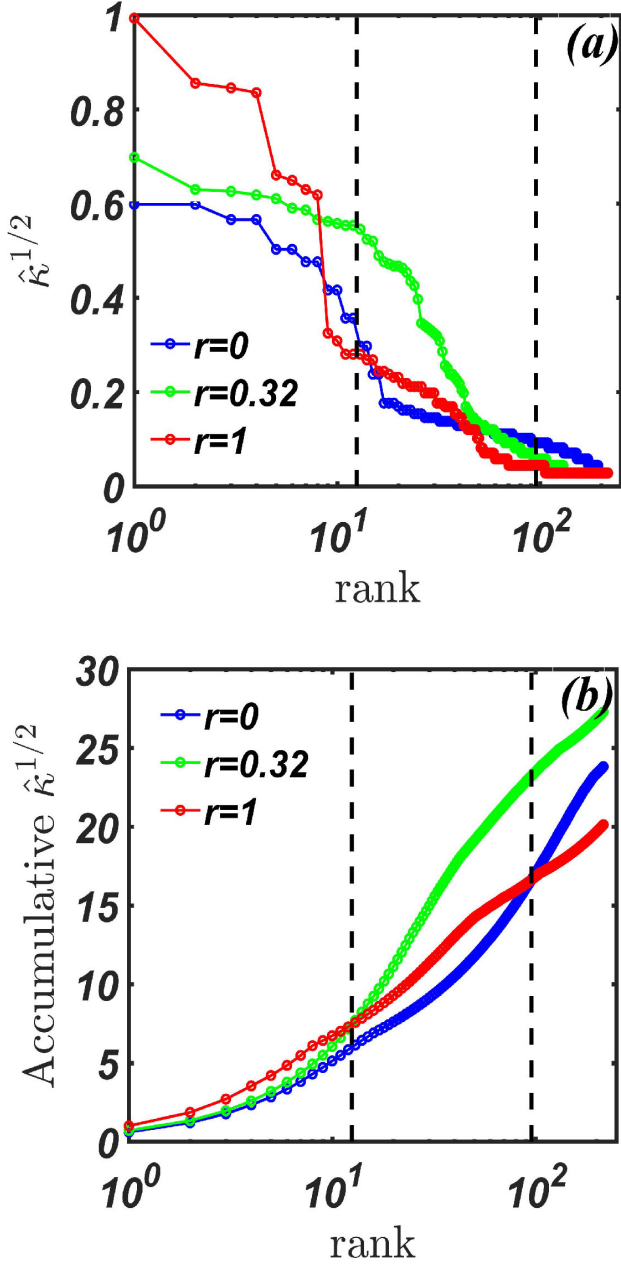 (a)
1
0.8
0.6
0.4
0.2
0
κ̂^{1/2}
r=0
r=0.32
r=1
10^0
10^1
10^2
rank
(b)
30
25
20
15
10
5
0
Accumulative κ̂^{1/2}
r=0
r=0.32
r=1
10^0
10^1
10^2
rank